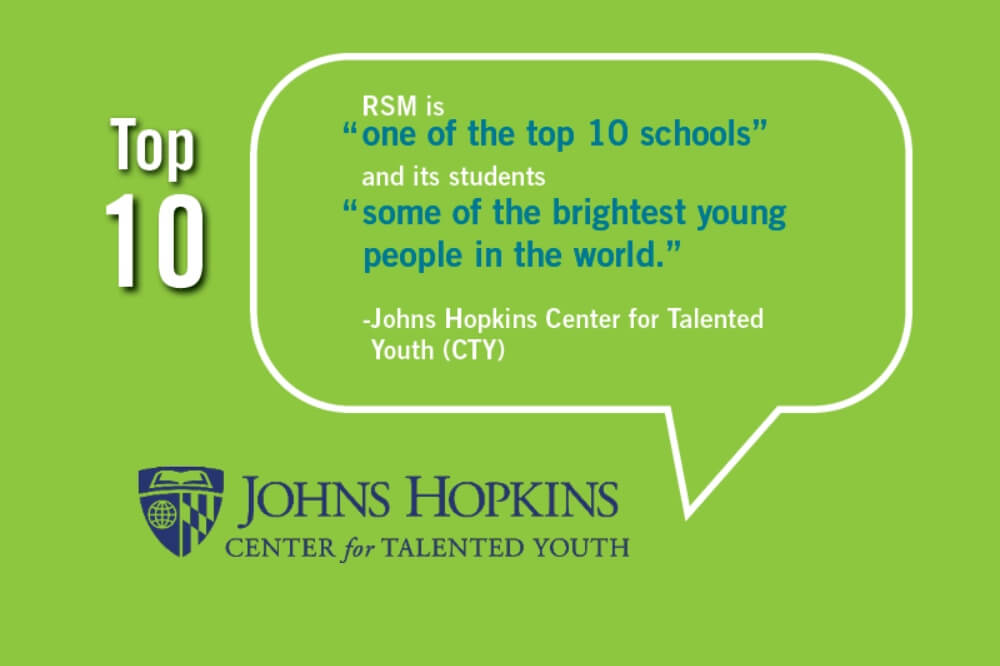 Top
10
RSM is
“one of the top 10 schools”
and its students
“some of the brightest young
people in the world.”
-Johns Hopkins Center for Talented
Youth (CTY)
JOHNS HOPKINS
CENTER for TALENTED YOUTH